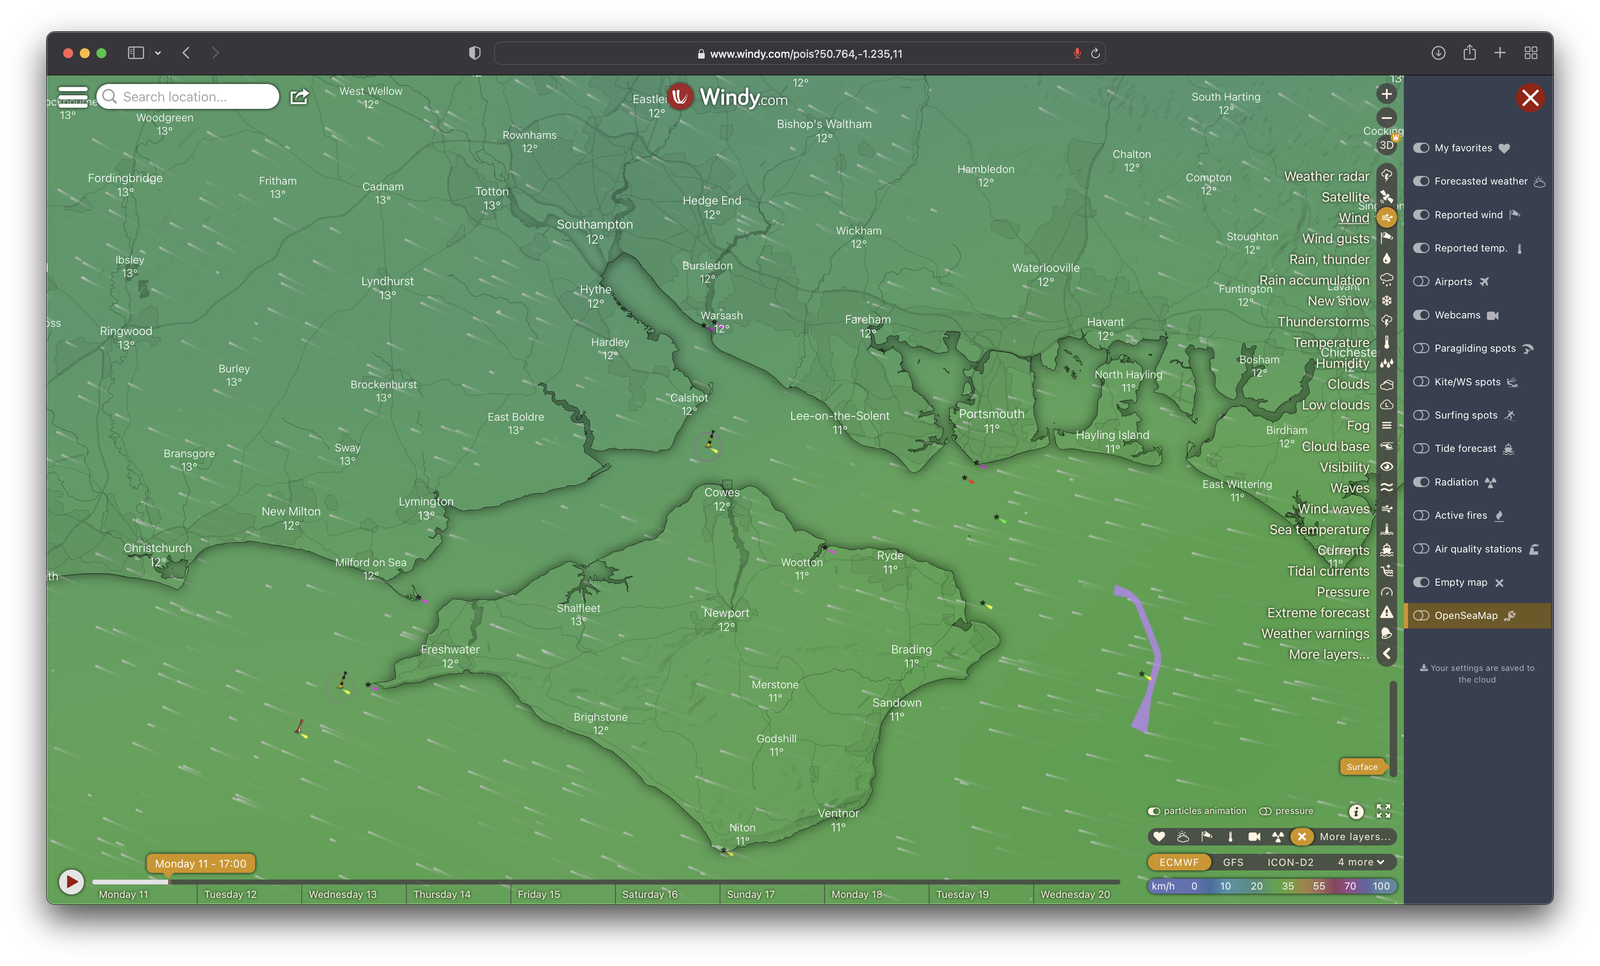 www.windy.com/pois?50.764,-1.235,11
Search location...
Windy.com
West Wellow
12°
Woodgreen
13°
13°
Eastlei
12°
12°
12°
Bishop's Waltham
12°
South Harting
12°
13°
Cocking
Rownhams
12°
Hambledon
12°
Chalton
12°
Compton
12°
Fordingbridge
13°
Fritham
13°
Cadnam
13°
Totton
13°
Hedge End
12°
Southampton
12°
Wickham
12°
Stoughton
12°
Ibsley
13°
Lyndhurst
13°
Bursledon
12°
Waterlooville
12°
Funtington
12°
Lavant
Hythe
12°
Warsash
12°
Fareham
12°
Havant
12°
Ringwood
13°
Hardley
12°
Bosham
12°
Chicheste
12°
Burley
13°
Brockenhurst
13°
North Hayling
11°
Calshot
12°
East Boldre
13°
Lee-on-the-Solent
11°
Portsmouth
11°
Hayling Island
11°
Birdham
12°
Bransgore
13°
Sway
13°
Cowes
12°
East Wittering
11°
New Milton
12°
Lymington
13°
Christchurch
12°
Milford on Sea
12°
Wootton
11°
Ryde
11°
11°
th
Shalfleet
13°
Newport
12°
Freshwater
12°
Brading
11°
Merstone
11°
Brighstone
12°
Sandown
11°
Godshill
11°
Niton
11°
Ventnor
11°
3D
Weather radar
Satellite
Wind
Wind gusts
Rain, thunder
Rain accumulation
New snow
Thunderstorms
Temperature
Humidity
Clouds
Low clouds
Fog
Cloud base
Visibility
Waves
Wind waves
Sea temperature
Currents
Tidal currents
Pressure
Extreme forecast
Weather warnings
More layers...
My favorites
Forecasted weather
Reported wind
Reported temp.
Airports
Webcams
Paragliding spots
Kite/WS spots
Surfing spots
Tide forecast
Radiation
Active fires
Air quality stations
Empty map
OpenSeaMap
Your settings are saved to
the cloud
Surface
particles animation pressure
More layers...
ECMWF GFS ICON-D2 4 more
km/h 0 10 20 35 55 70 100
Monday 11 - 17:00
Monday 11 Tuesday 12 Wednesday 13 Thursday 14 Friday 15 Saturday 16 Sunday 17 Monday 18 Tuesday 19 Wednesday 20